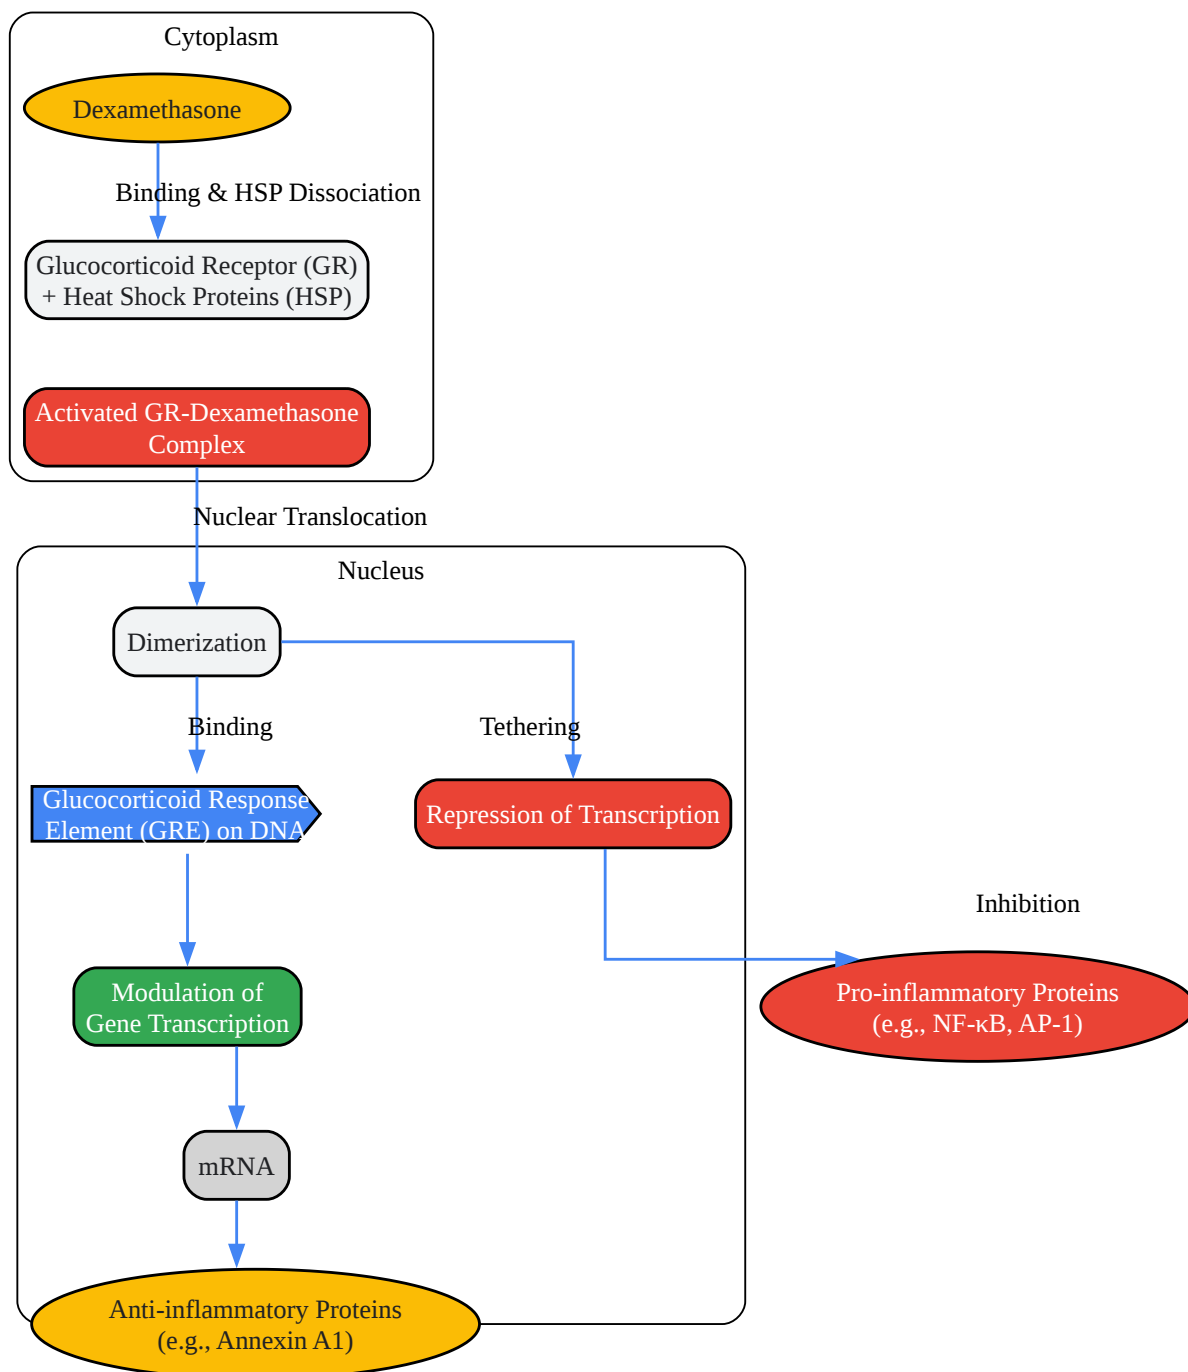 Cytoplasm
Dexamethasone
Binding & HSP Dissociation
Glucocorticoid Receptor (GR)
+ Heat Shock Proteins (HSP)
Activated GR-Dexamethasone
Complex
Nuclear Translocation
Nucleus
Dimerization
Binding
Tethering
Glucocorticoid Response
Element (GRE) on DNA
Repression of Transcription
Inhibition
Modulation of
Gene Transcription
Pro-inflammatory Proteins
(e.g., NF-κB, AP-1)
mRNA
Anti-inflammatory Proteins
(e.g., Annexin A1)